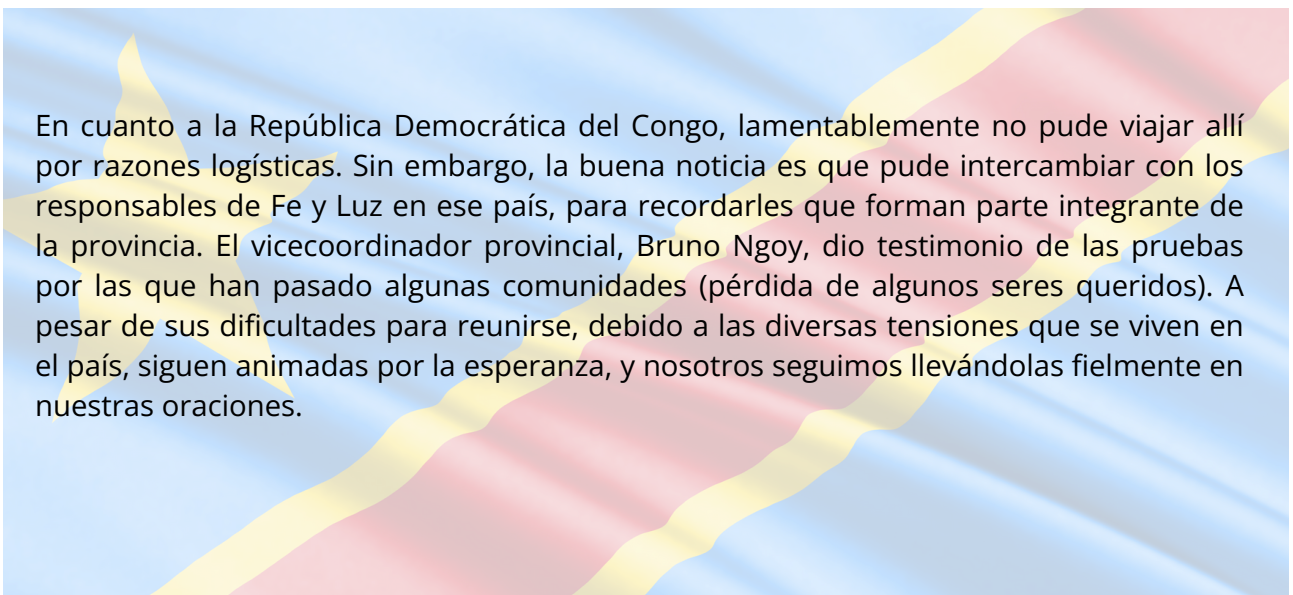 En cuanto a la República Democrática del Congo, lamentablemente no pude viajar allí
por razones logísticas. Sin embargo, la buena noticia es que pude intercambiar con los
responsables de Fe y Luz en ese país, para recordarles que forman parte integrante de
la provincia. El vicecoordinador provincial, Bruno Ngoy, dio testimonio de las pruebas
por las que han pasado algunas comunidades (pérdida de algunos seres queridos). A
pesar de sus dificultades para reunirse, debido a las diversas tensiones que se viven en
el país, siguen animadas por la esperanza, y nosotros seguimos llevándolas fielmente en
nuestras oraciones.